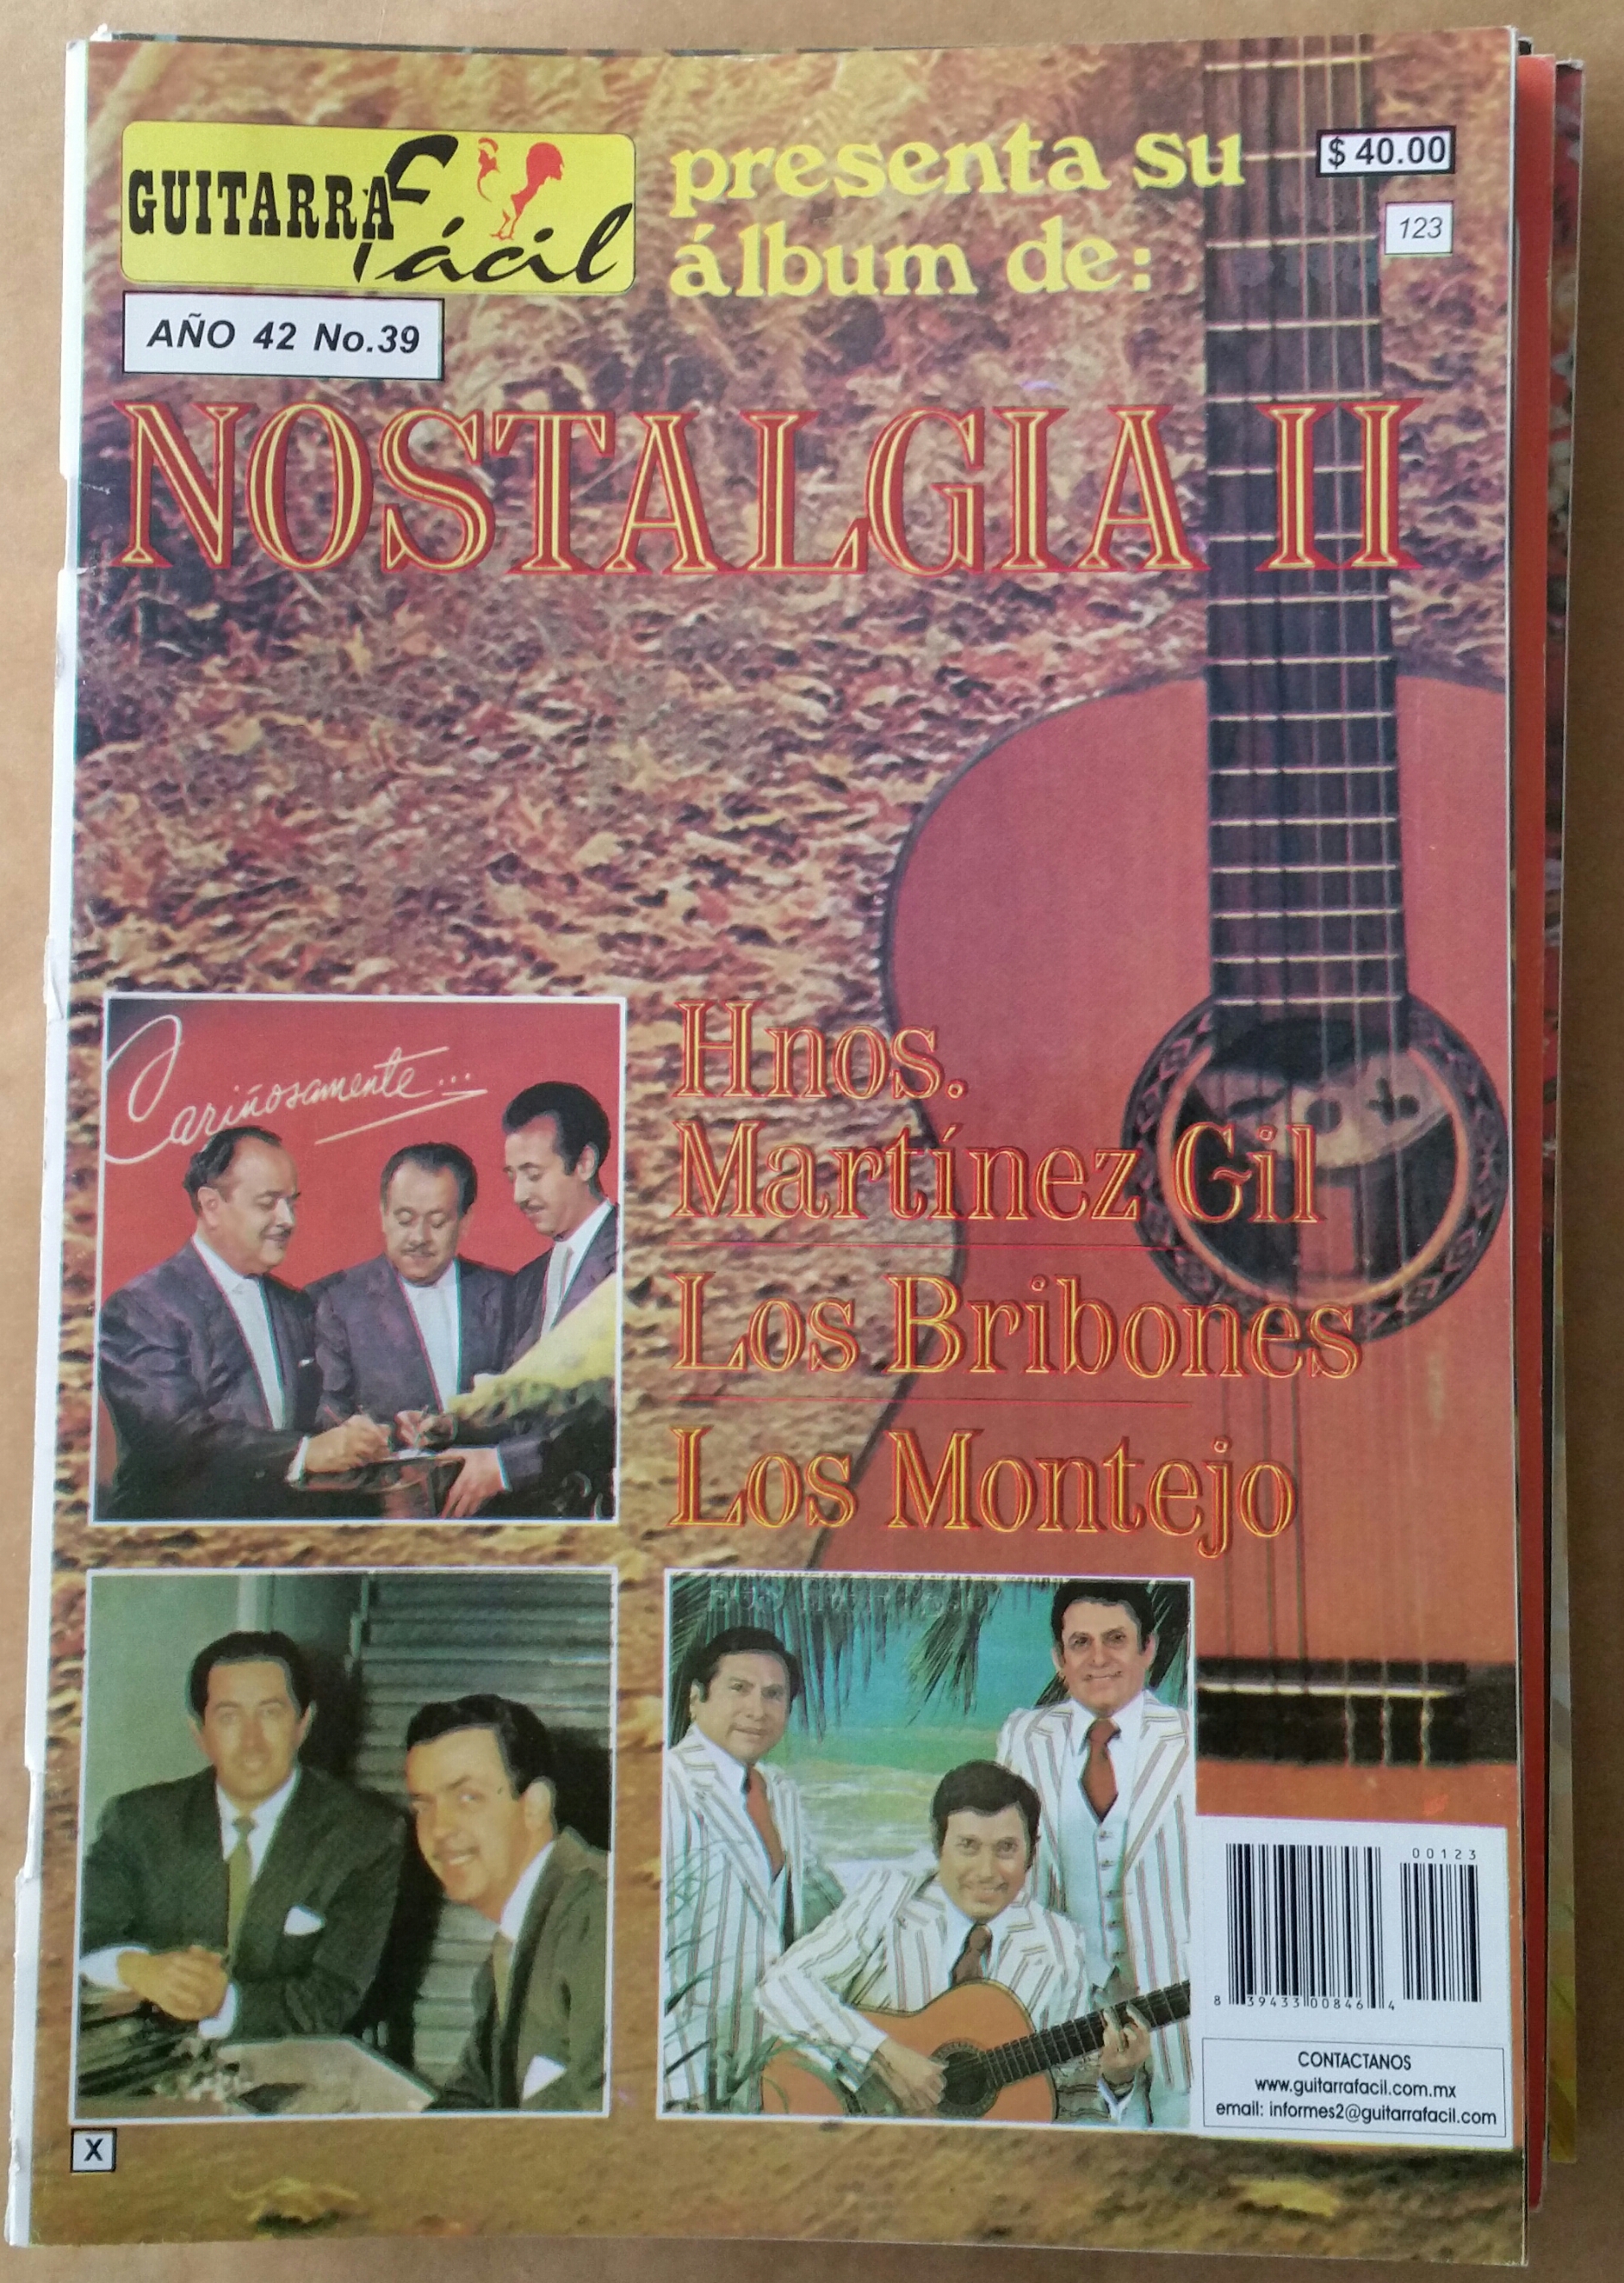 GUITARRA fácil
presenta su
álbum de:
$ 40.00
123
AÑO 42 No.39
NOSTALGIA II
Cariñosamente...
Hnos.
Martínez Gil
Los Bribones
Los Montejo
00123
8 39433 00846 4
CONTACTANOS
www.guitarrafacil.com.mx
email: informes2@guitarrafacil.com
X